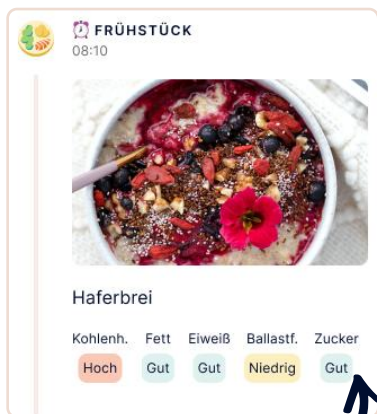 FRÜHSTÜCK
08:10
Haferbrei
Kohlenh. Fett Eiweiß Ballastf. Zucker
Hoch Gut Gut Niedrig Gut